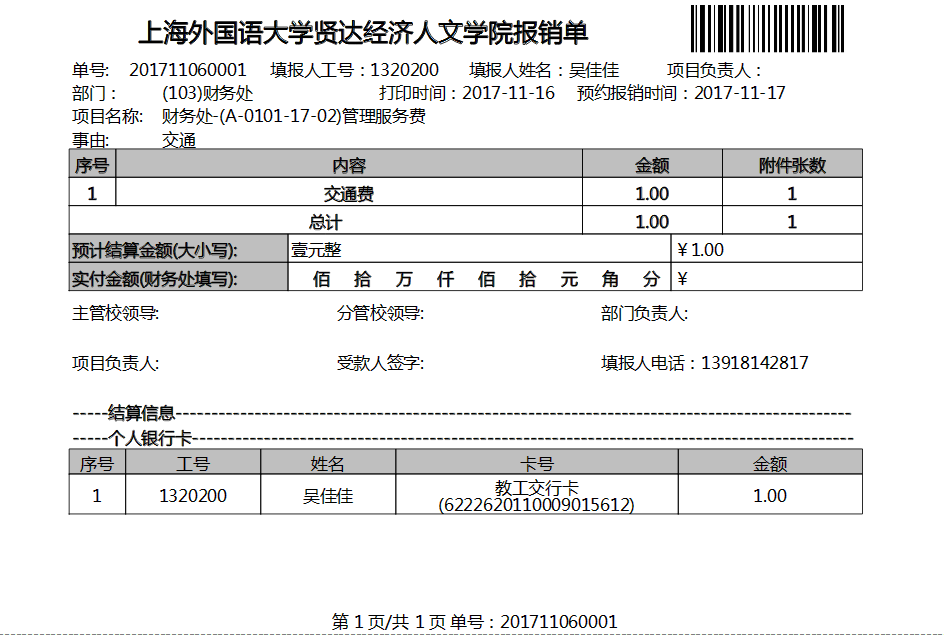 上海外国语大学贤达经济人文学院报销单
单号: 201711060001 填报人工号：1320200 填报人姓名：吴佳佳 项目负责人：
部门： (103)财务处 打印时间：2017-11-16 预约报销时间：2017-11-17
项目名称: 财务处-(A-0101-17-02)管理服务费
事由: 交通
序号 内容 金额 附件张数
1 交通费 1.00 1
总计 1.00 1
预计结算金额(大小写): 壹元整 ¥1.00
实付金额(财务处填写): 佰 拾 万 仟 佰 拾 元 角 分 ¥
主管校领导: 分管校领导: 部门负责人:
项目负责人: 受款人签字: 填报人电话：13918142817
-----结算信息-----
-----个人银行卡-----
序号 工号 姓名 卡号 金额
1 1320200 吴佳佳 教工交行卡 1.00
(6222620110009015612)
第 1 页/共 1 页 单号：201711060001